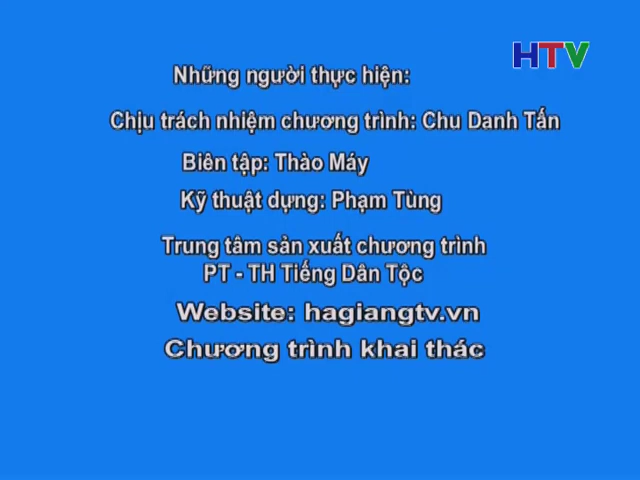 HTV
Những người thực hiện:
Chịu trách nhiệm chương trình: Chu Danh Tấn
Biên tập: Thào Máy
Kỹ thuật dựng: Phạm Tùng
Trung tâm sản xuất chương trình
PT - TH Tiếng Dân Tộc
Website: hagiangtv.vn
Chương trình khai thác